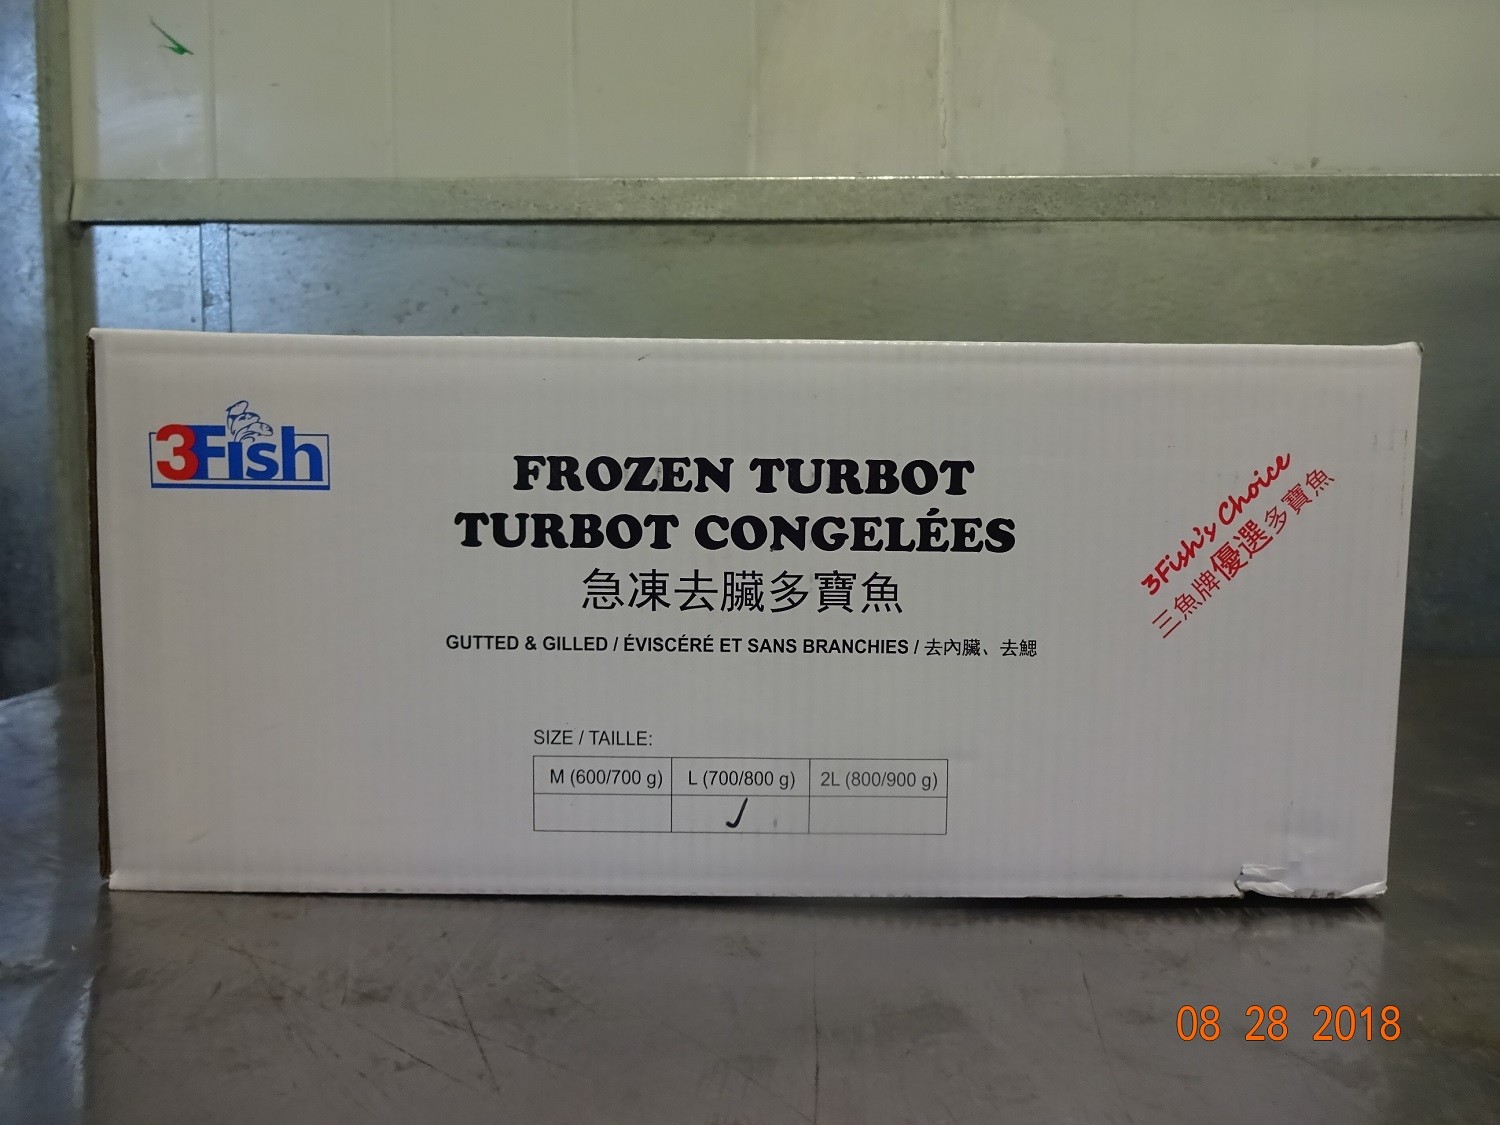 3Fish
FROZEN TURBOT
TURBOT CONGELÉES
急凍去臟多寶魚
GUTTED & GILLED / ÉVISCÉRÉ ET SANS BRANCHIES / 去內臟、去鰓
3Fish's Choice
三魚牌優選多寶魚
SIZE / TAILLE:
M (600/700 g) L (700/800 g) 2L (800/900 g)
08 28 2018